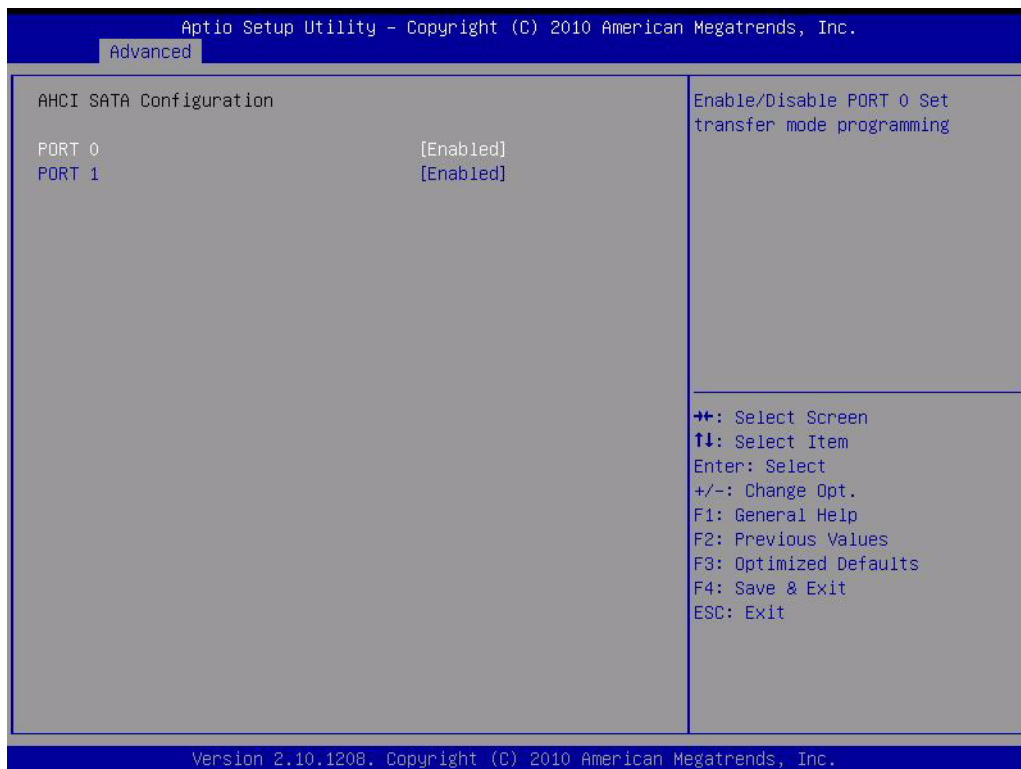 Aptio Setup Utility – Copyright (C) 2010 American Megatrends, Inc.
Advanced
AHCI SATA Configuration
PORT 0 [Enabled]
PORT 1 [Enabled]
Enable/Disable PORT 0 Set
transfer mode programming
→←: Select Screen
↑↓: Select Item
Enter: Select
+/-: Change Opt.
F1: General Help
F2: Previous Values
F3: Optimized Defaults
F4: Save & Exit
ESC: Exit
Version 2.10.1208. Copyright (C) 2010 American Megatrends, Inc.